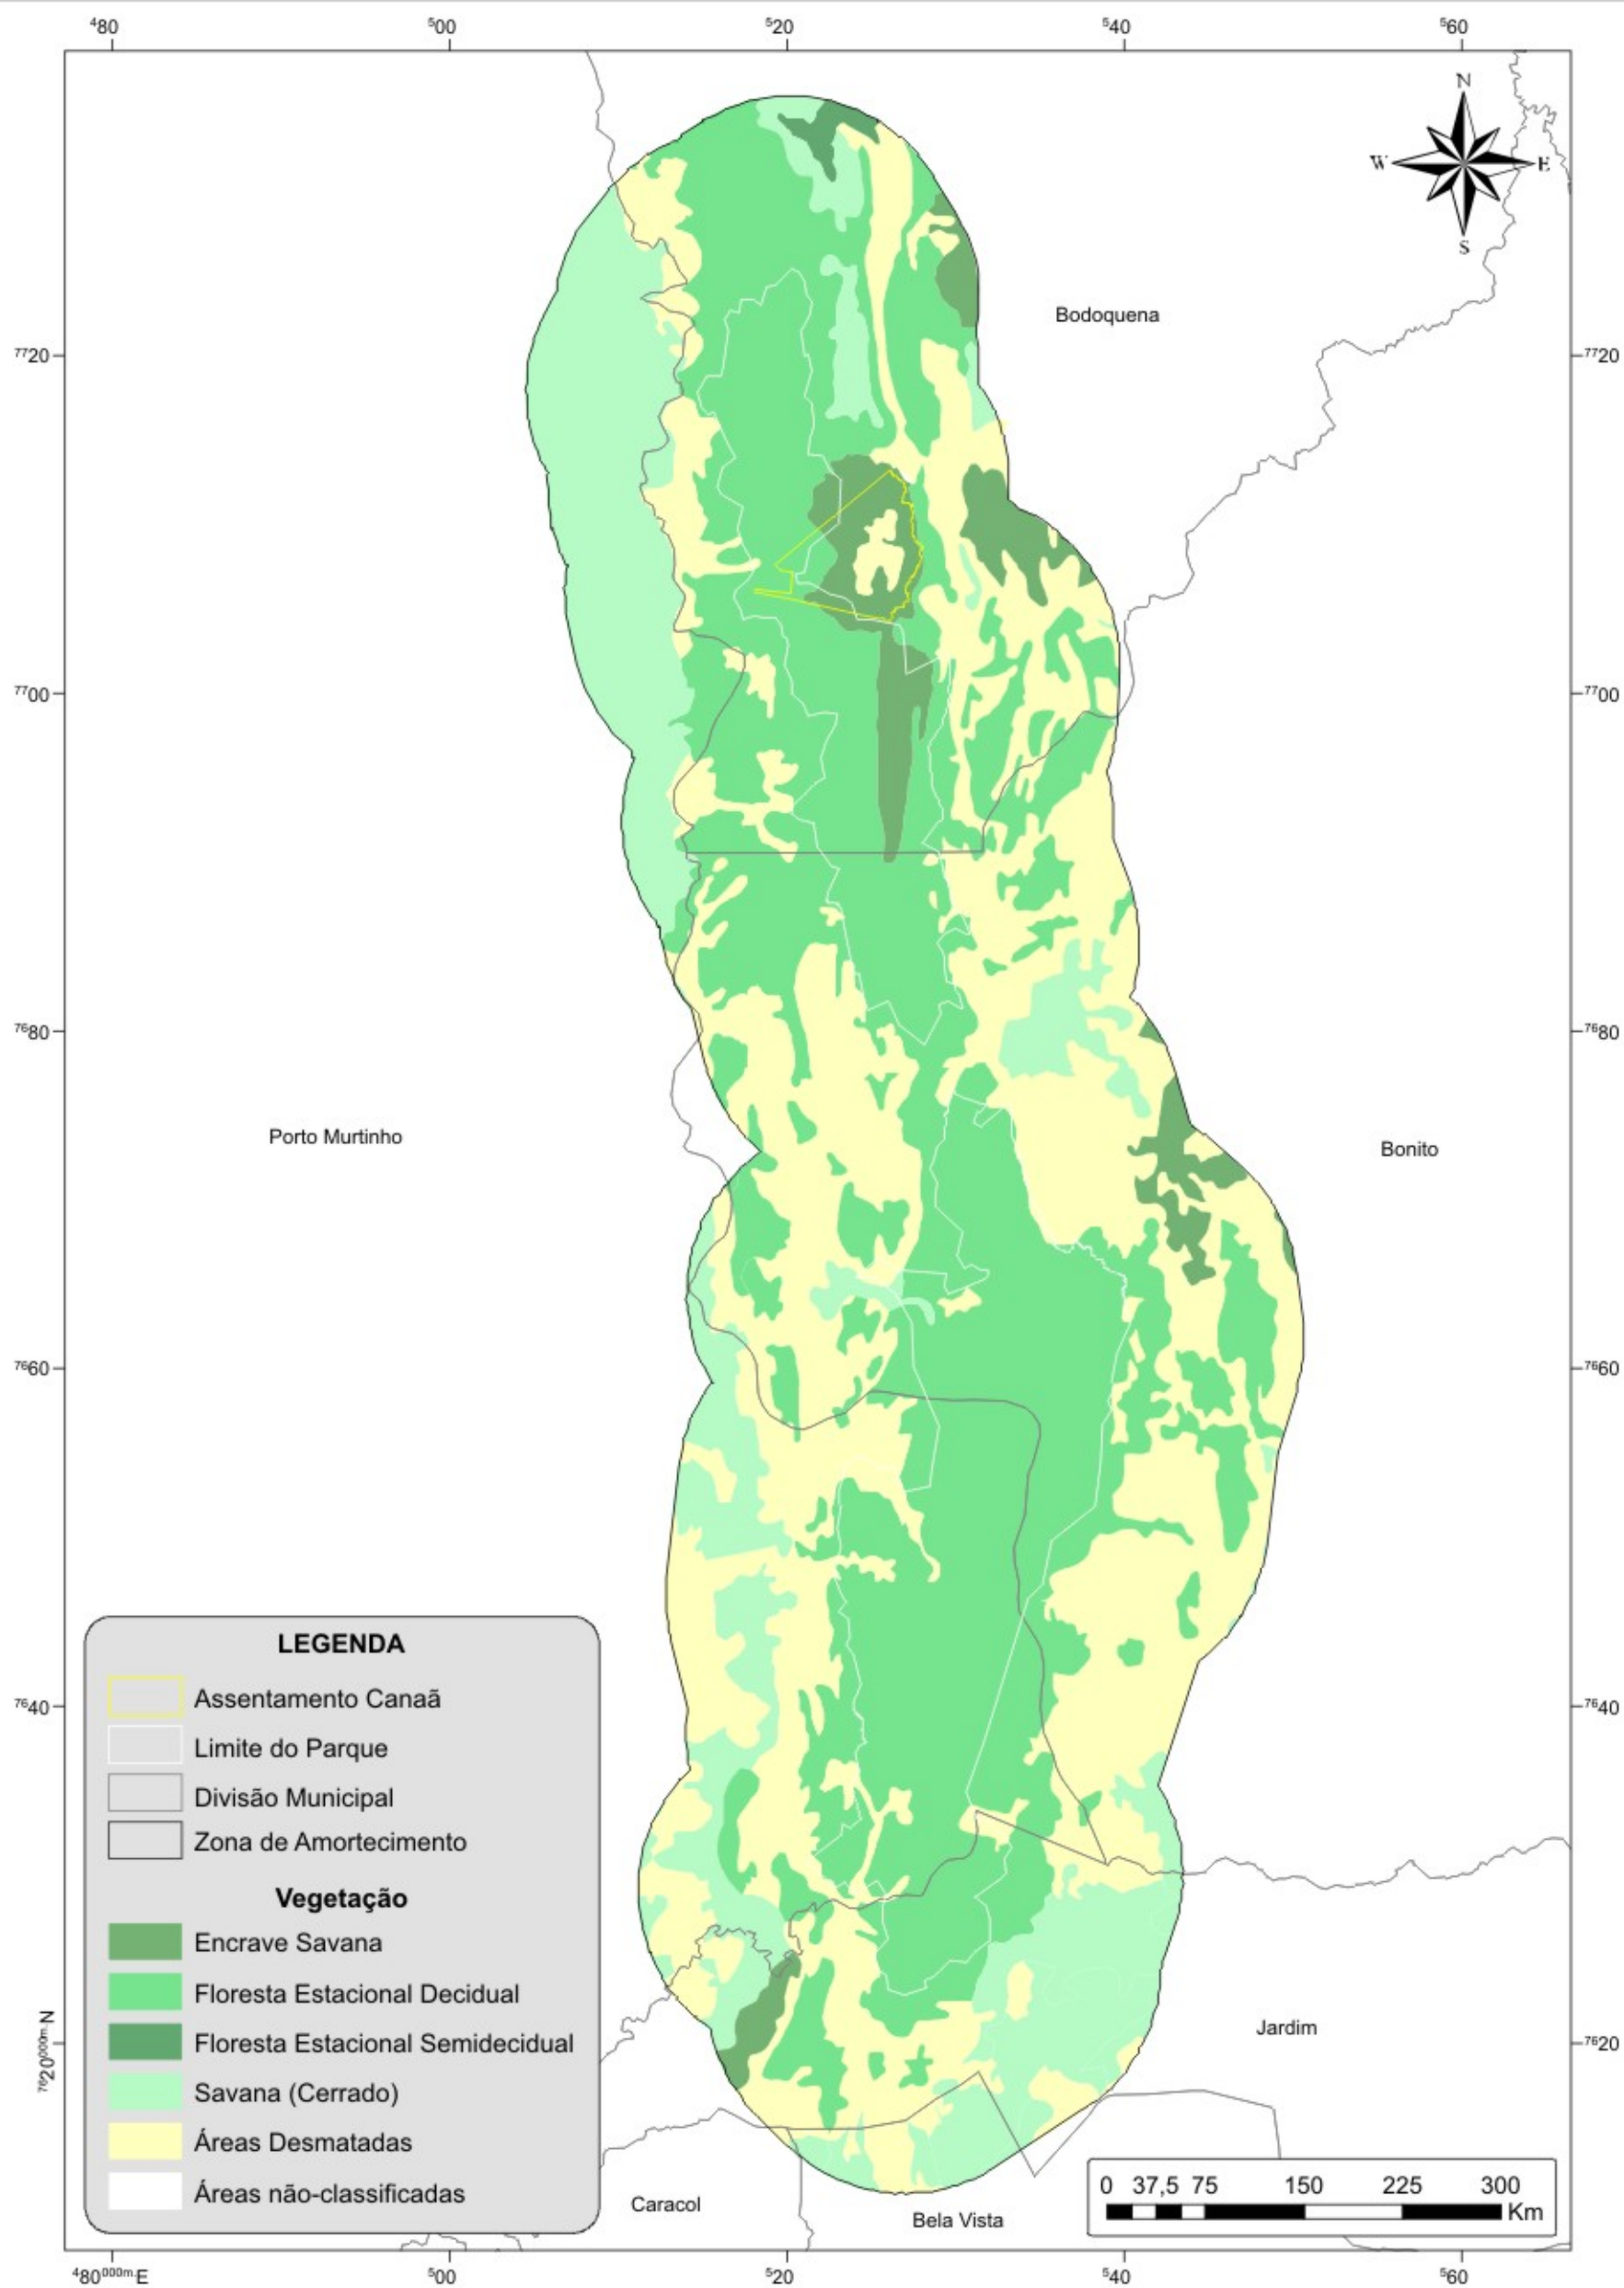 ⁴80 ⁵00 ⁵20 ⁵40 ⁵60
N
W E
S
Bodoquena
⁷⁷20 ⁷⁷20
⁷⁷00 ⁷⁷00
⁷⁶80 ⁷⁶80
Porto Murtinho
Bonito
⁷⁶60 ⁷⁶60
LEGENDA
Assentamento Canaã
Limite do Parque
Divisão Municipal
Zona de Amortecimento
Vegetação
Encrave Savana
Floresta Estacional Decidual
Floresta Estacional Semidecidual
Savana (Cerrado)
Áreas Desmatadas
Áreas não-classificadas
⁷⁶40 ⁷⁶40
Jardim
⁷⁶20⁰⁰⁰ᵐ·N ⁷⁶20
Caracol
Bela Vista
0 37,5 75 150 225 300
Km
⁴80⁰⁰⁰ᵐ·E ⁵00 ⁵20 ⁵40 ⁵60